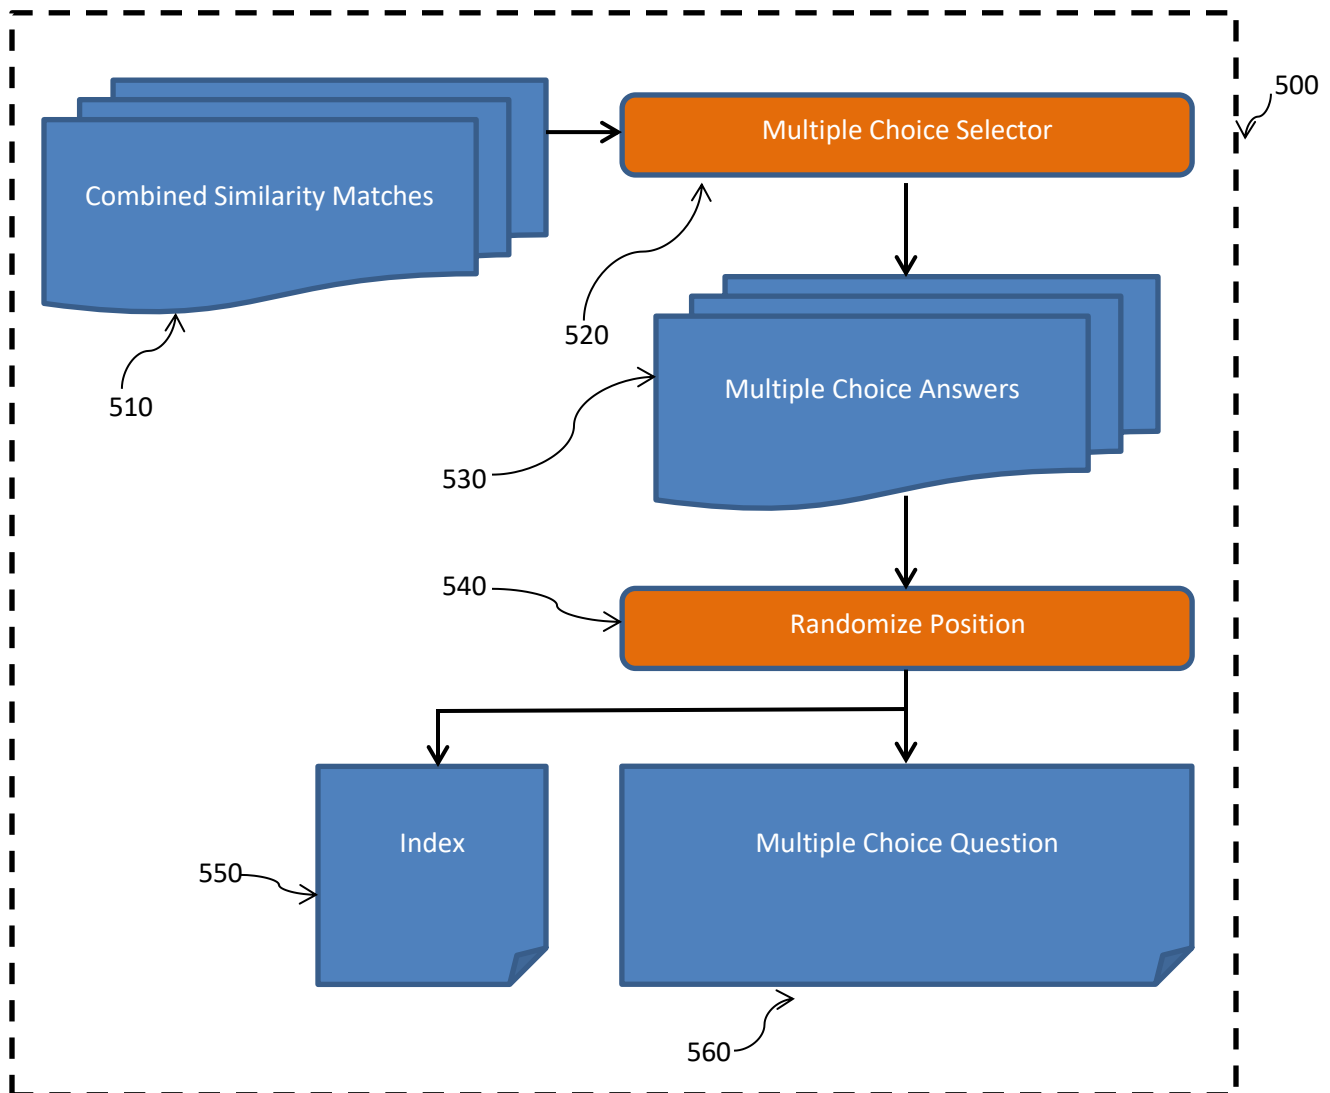 500
Multiple Choice Selector
Combined Similarity Matches
520
510
Multiple Choice Answers
530
540
Randomize Position
Index
Multiple Choice Question
550
560